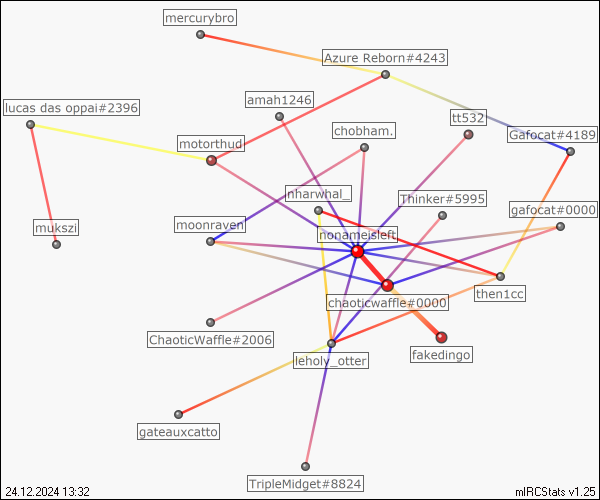 mercurybro
Azure Reborn#4243
amah1246
lucas das oppai#2396
tt532
chobham.
Gafocat#4189
motorthud
nharwhal_
Thinker#5995
gafocat#0000
mukszi
moonraven
nonameisleft
then1cc
chaoticwaffle#0000
ChaoticWaffle#2006
fakedingo
leholy_otter
gateauxcatto
TripleMidget#8824
24.12.2024 13:32
mIRCStats v1.25